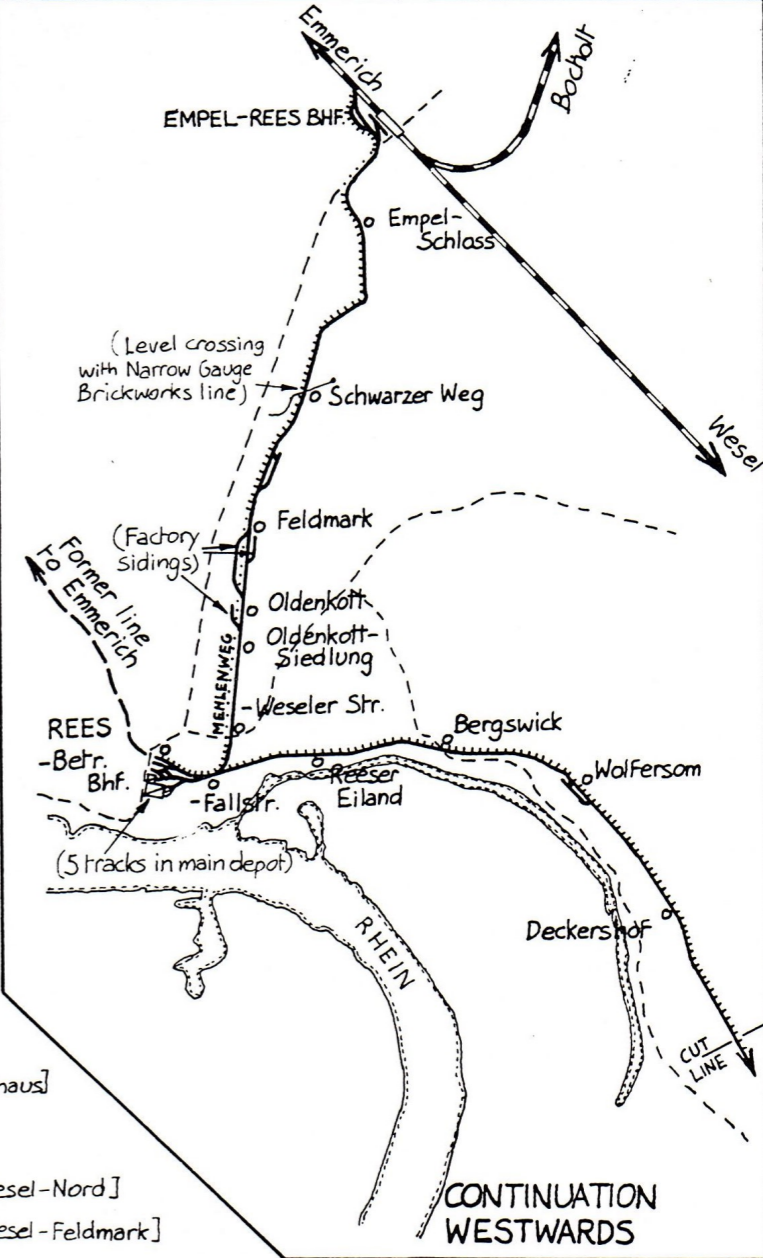 Emmerich
Bocholt
EMPEL-REES BHF.
Empel-
Schloss
(Level crossing
with Narrow Gauge
Brickworks line)
Schwarzer Weg
Wesel
Feldmark
(Factory
sidings)
Former line
to Emmerich
Oldenkott
Oldenkott-
Siedlung
MEHLENWEG
-Weseler Str.
REES
-Betr.
Bhf.
Bergswick
Wolfersom
Reeser
Eiland
-Fallstr.
(5 tracks in main depot)
RHEIN
Deckershof
CUT
LINE
haus]
esel-Nord]
esel-Feldmark]
CONTINUATION
WESTWARDS